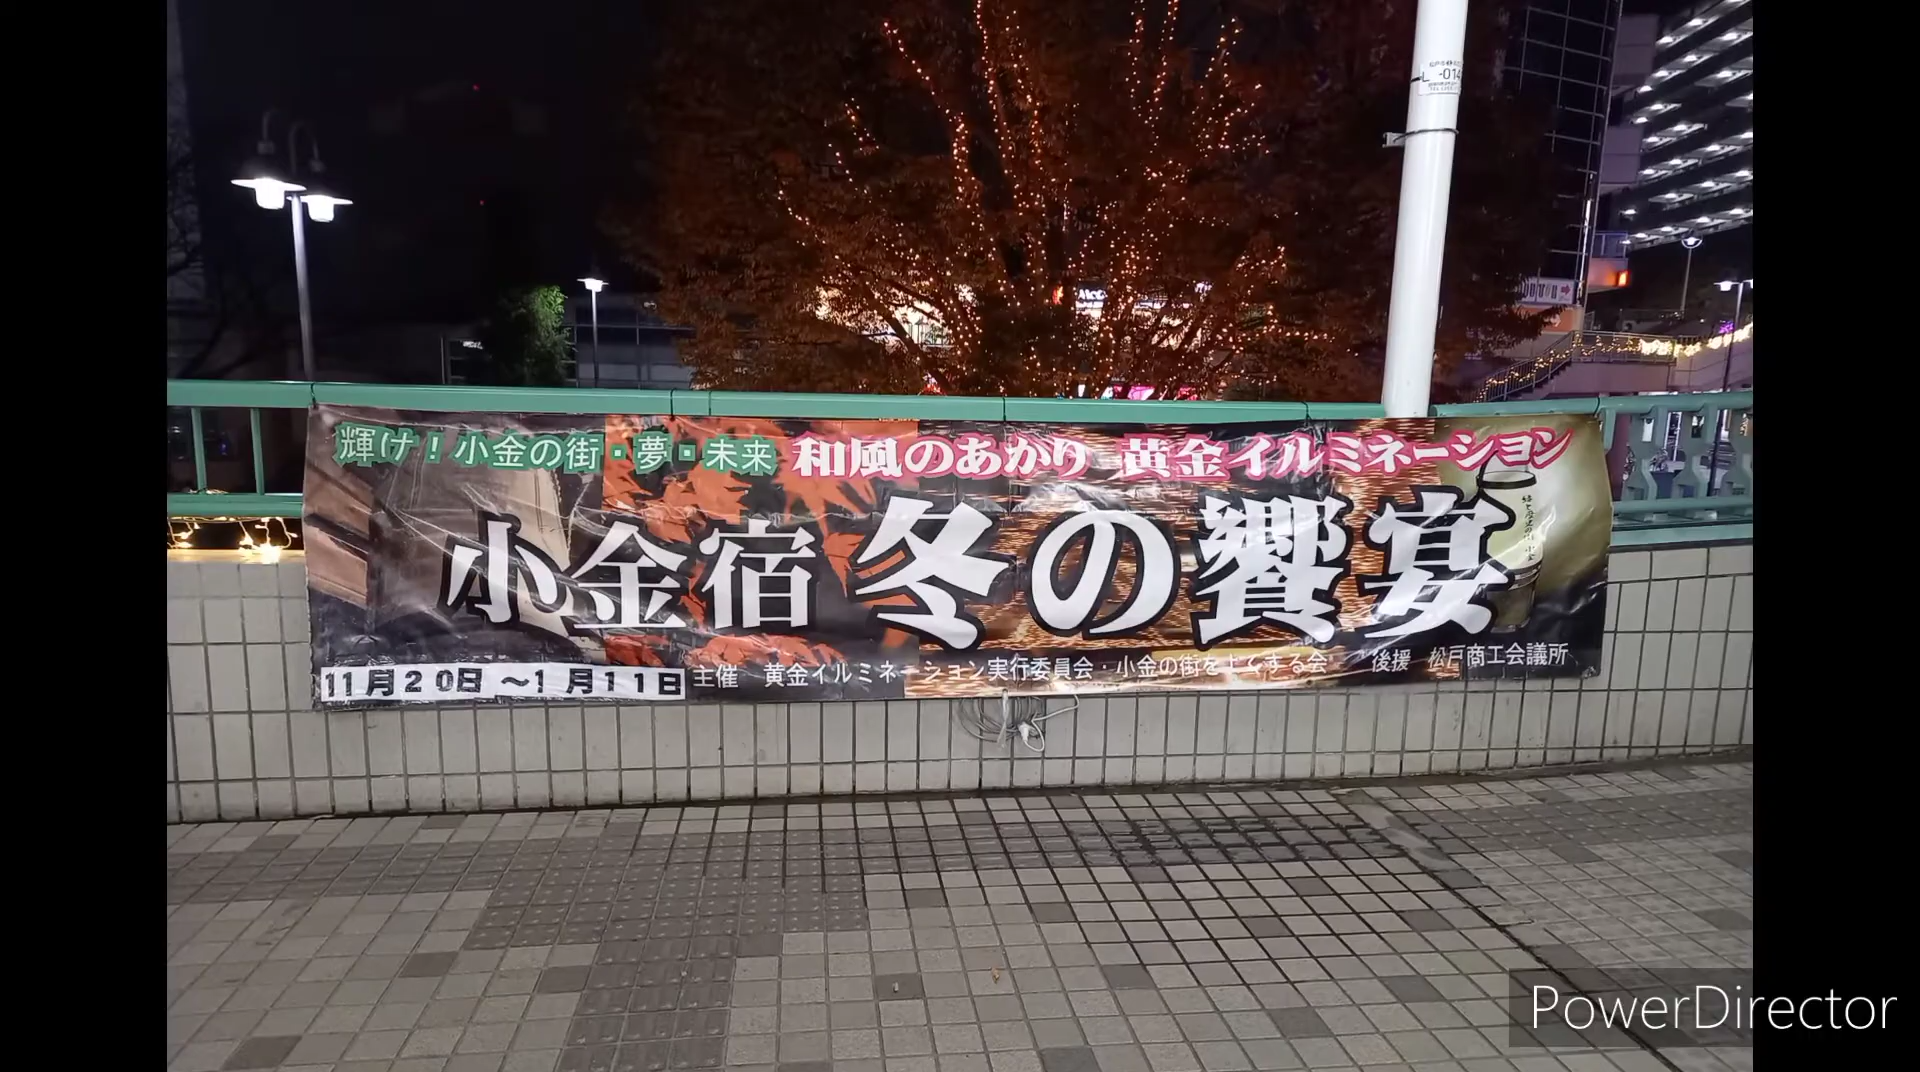 L -014
McD
輝け！小金の街・夢・未来 和風のあかり 黄金イルミネーション
小金宿 冬の饗宴
11月20日 ～1月11日 主催 黄金イルミネーション実行委員会・小金の街を する会 後援 松戸商工会議所
PowerDirector